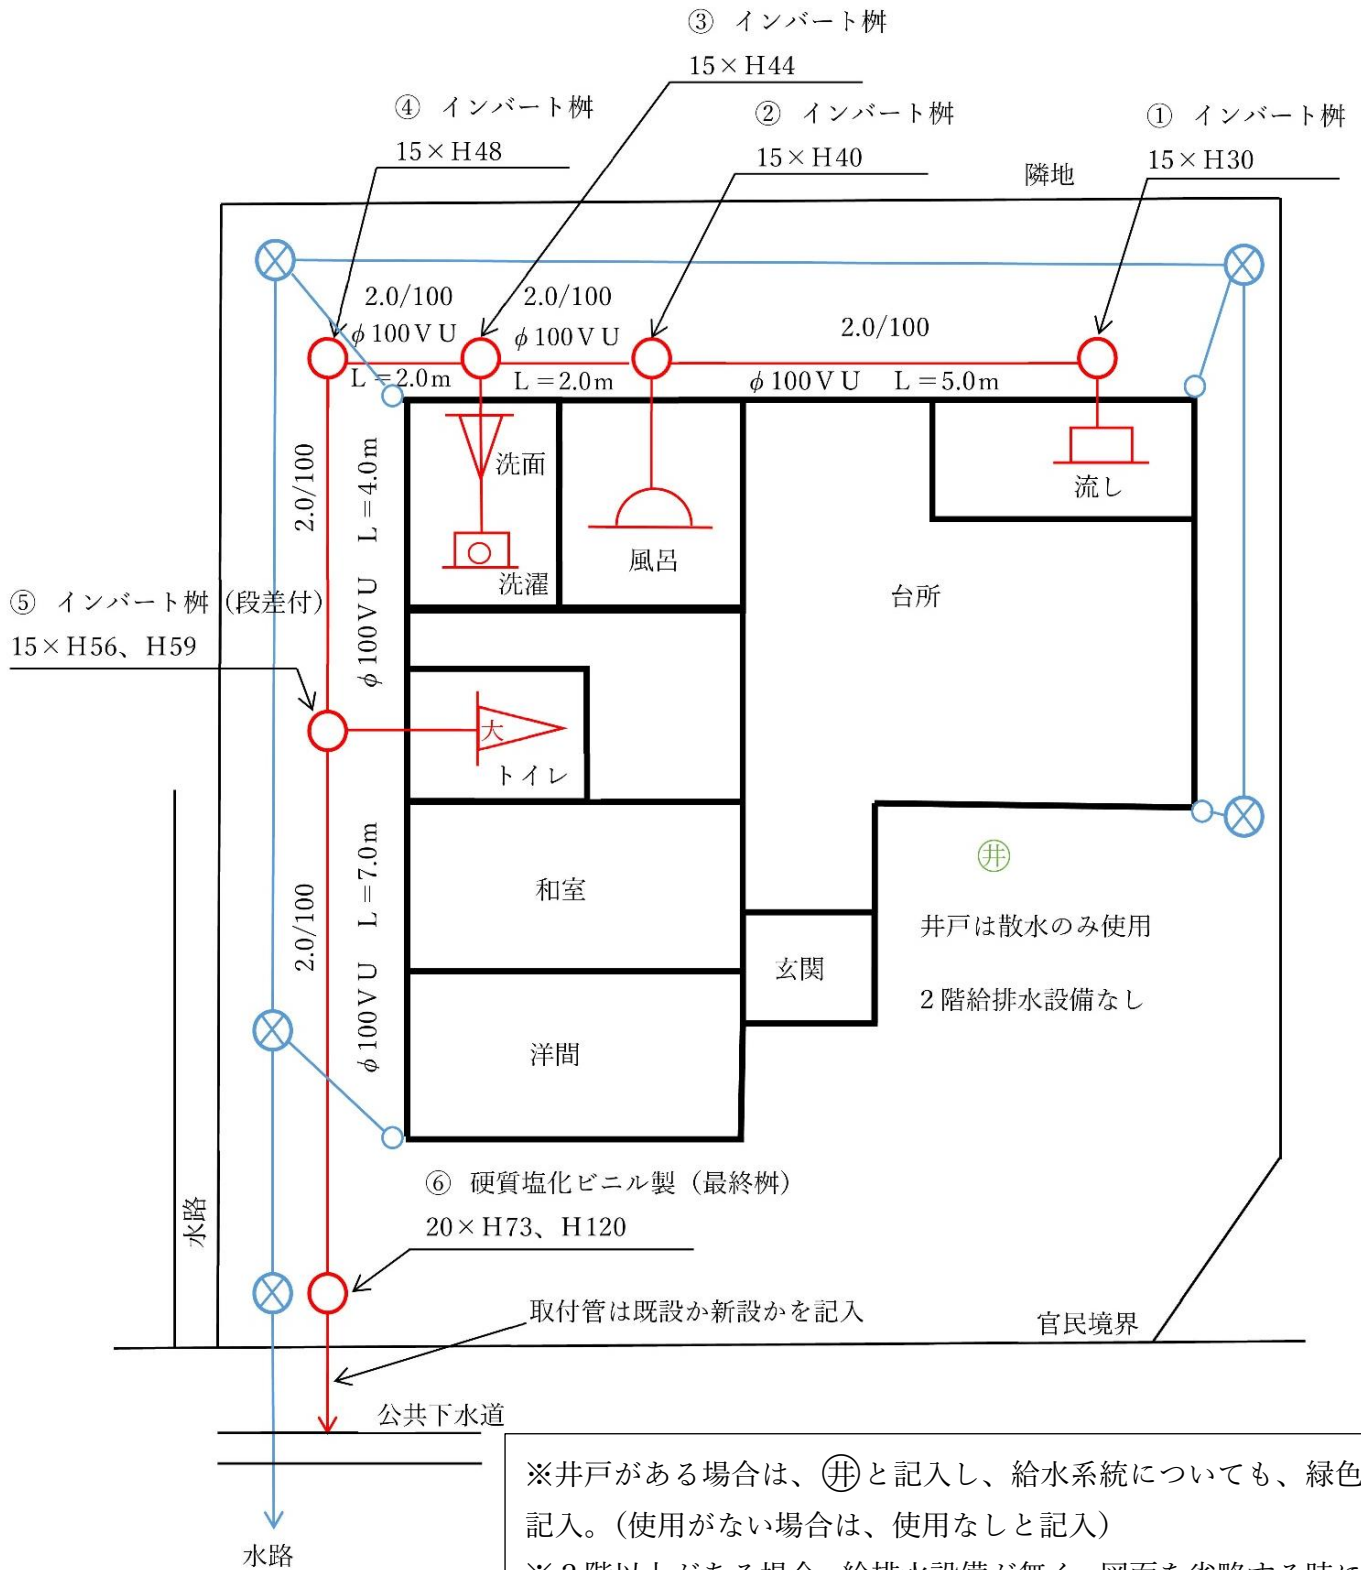 ③ インバート桝
15×H44
④ インバート桝
15×H48
② インバート桝
15×H40
① インバート桝
15×H30
隣地
2.0/100
φ100VU
L=2.0m
2.0/100
φ100VU
L=2.0m
2.0/100
φ100VU L=5.0m
2.0/100
φ100VU L=4.0m
洗面
洗濯
風呂
流し
台所
⑤ インバート桝（段差付）
15×H56、H59
大
トイレ
2.0/100
φ100VU L=7.0m
和室
洋間
玄関
井
井戸は散水のみ使用
2階給排水設備なし
⑥ 硬質塩化ビニル製（最終桝）
20×H73、H120
水路
取付管は既設か新設かを記入
官民境界
公共下水道
水路
※井戸がある場合は、㊤と記入し、給水系統についても、緑色
記入。（使用がない場合は、使用なしと記入）